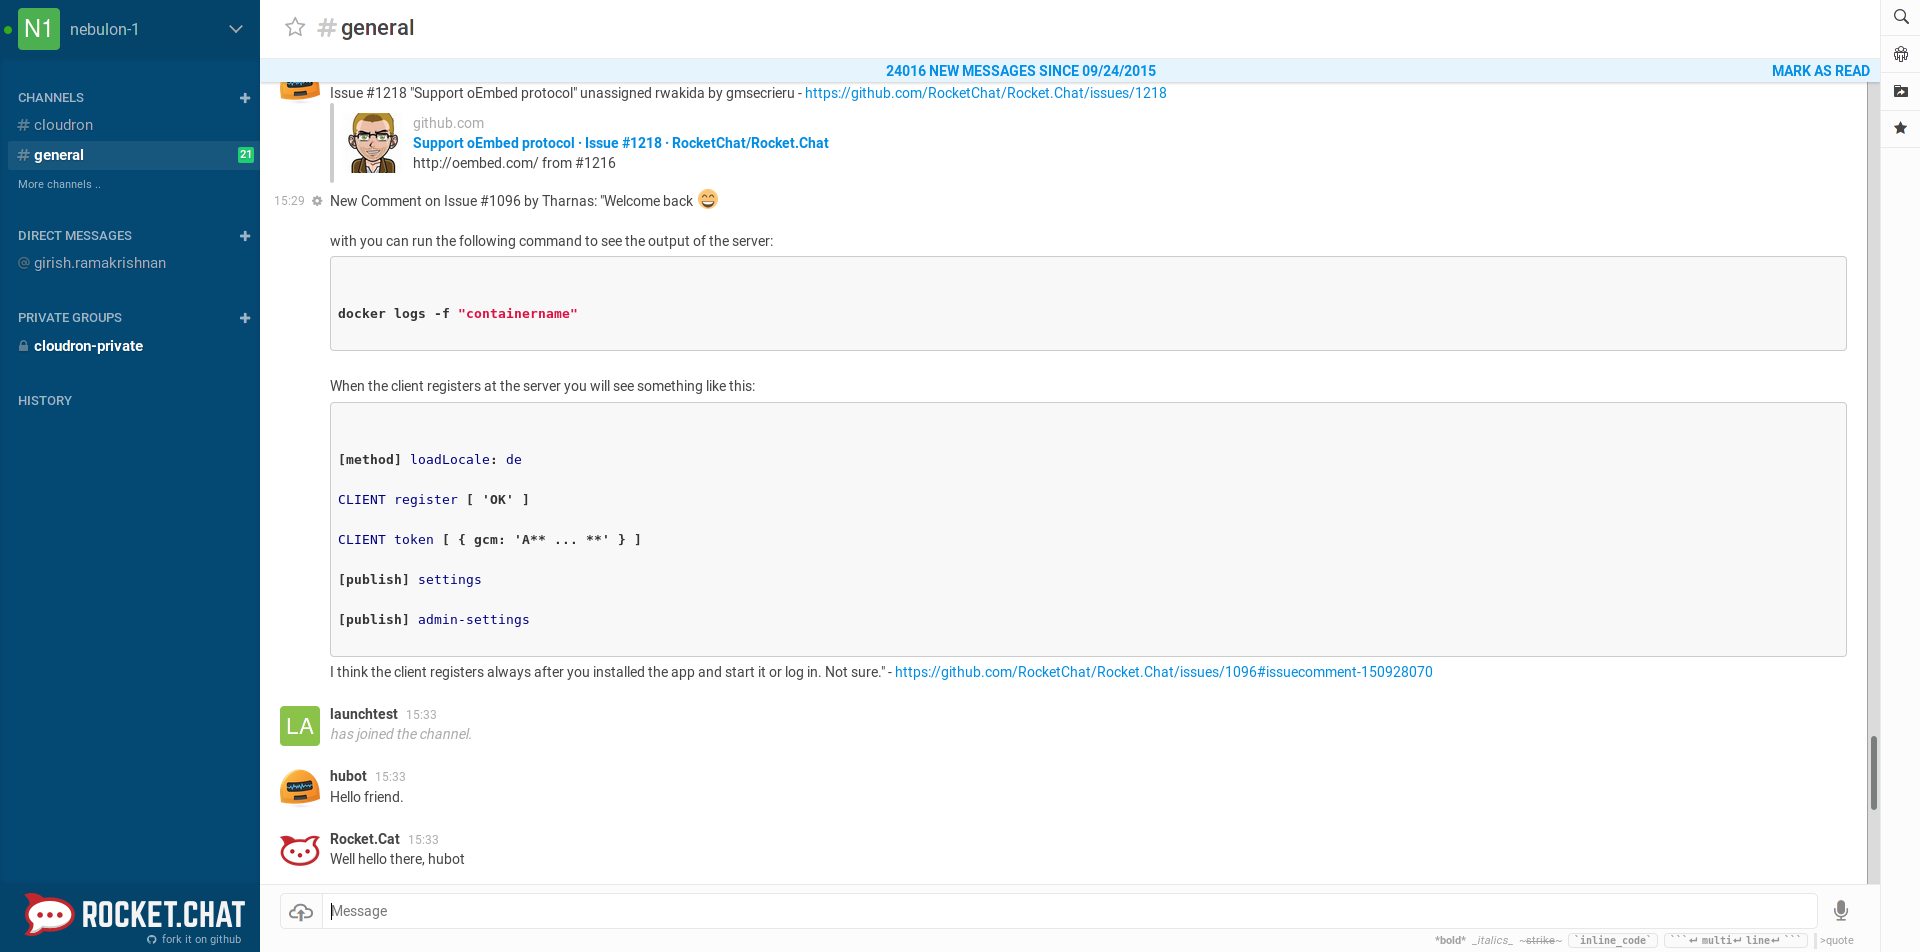 N1 nebulon-1
CHANNELS
# cloudron
# general 21
More channels ..
DIRECT MESSAGES
@ girish.ramakrishnan
PRIVATE GROUPS
cloudron-private
HISTORY
ROCKET.CHAT
fork it on github
# general
24016 NEW MESSAGES SINCE 09/24/2015 MARK AS READ
Issue #1218 "Support oEmbed protocol" unassigned rwakida by gmsecrieru - https://github.com/RocketChat/Rocket.Chat/issues/1218
github.com
Support oEmbed protocol · Issue #1218 · RocketChat/Rocket.Chat
http://oembed.com/ from #1216
15:29 New Comment on Issue #1096 by Tharnas: "Welcome back 😄
with you can run the following command to see the output of the server:
docker logs -f "containername"
When the client registers at the server you will see something like this:
[method] loadLocale: de
CLIENT register [ 'OK' ]
CLIENT token [ { gcm: 'A** ... **' } ]
[publish] settings
[publish] admin-settings
I think the client registers always after you installed the app and start it or log in. Not sure." - https://github.com/RocketChat/Rocket.Chat/issues/1096#issuecomment-150928070
LA launchtest 15:33
has joined the channel.
hubot 15:33
Hello friend.
Rocket.Cat 15:33
Well hello there, hubot
Message
*bold* _italics_ ~strike~ `inline_code` ```↵ multi↵ line↵ ``` >quote